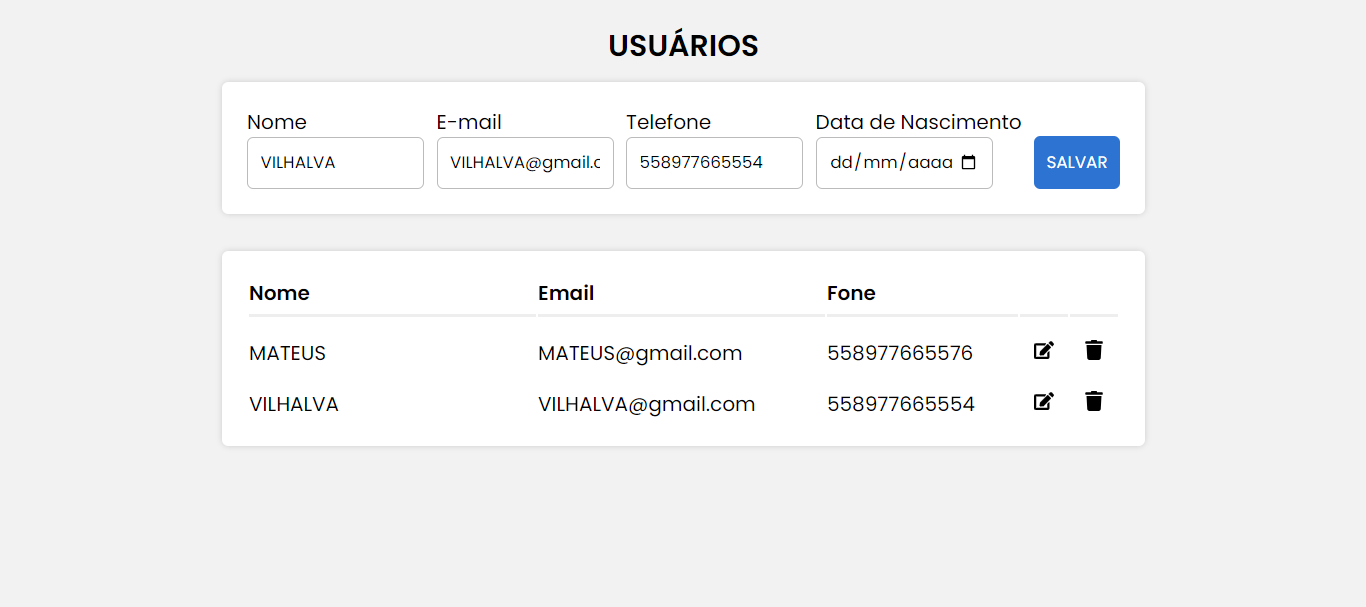 USUÁRIOS
Nome E-mail Telefone Data de Nascimento
VILHALVA VILHALVA@gmail.c 558977665554 dd/mm/aaaa SALVAR
Nome Email Fone
MATEUS MATEUS@gmail.com 558977665576
VILHALVA VILHALVA@gmail.com 558977665554